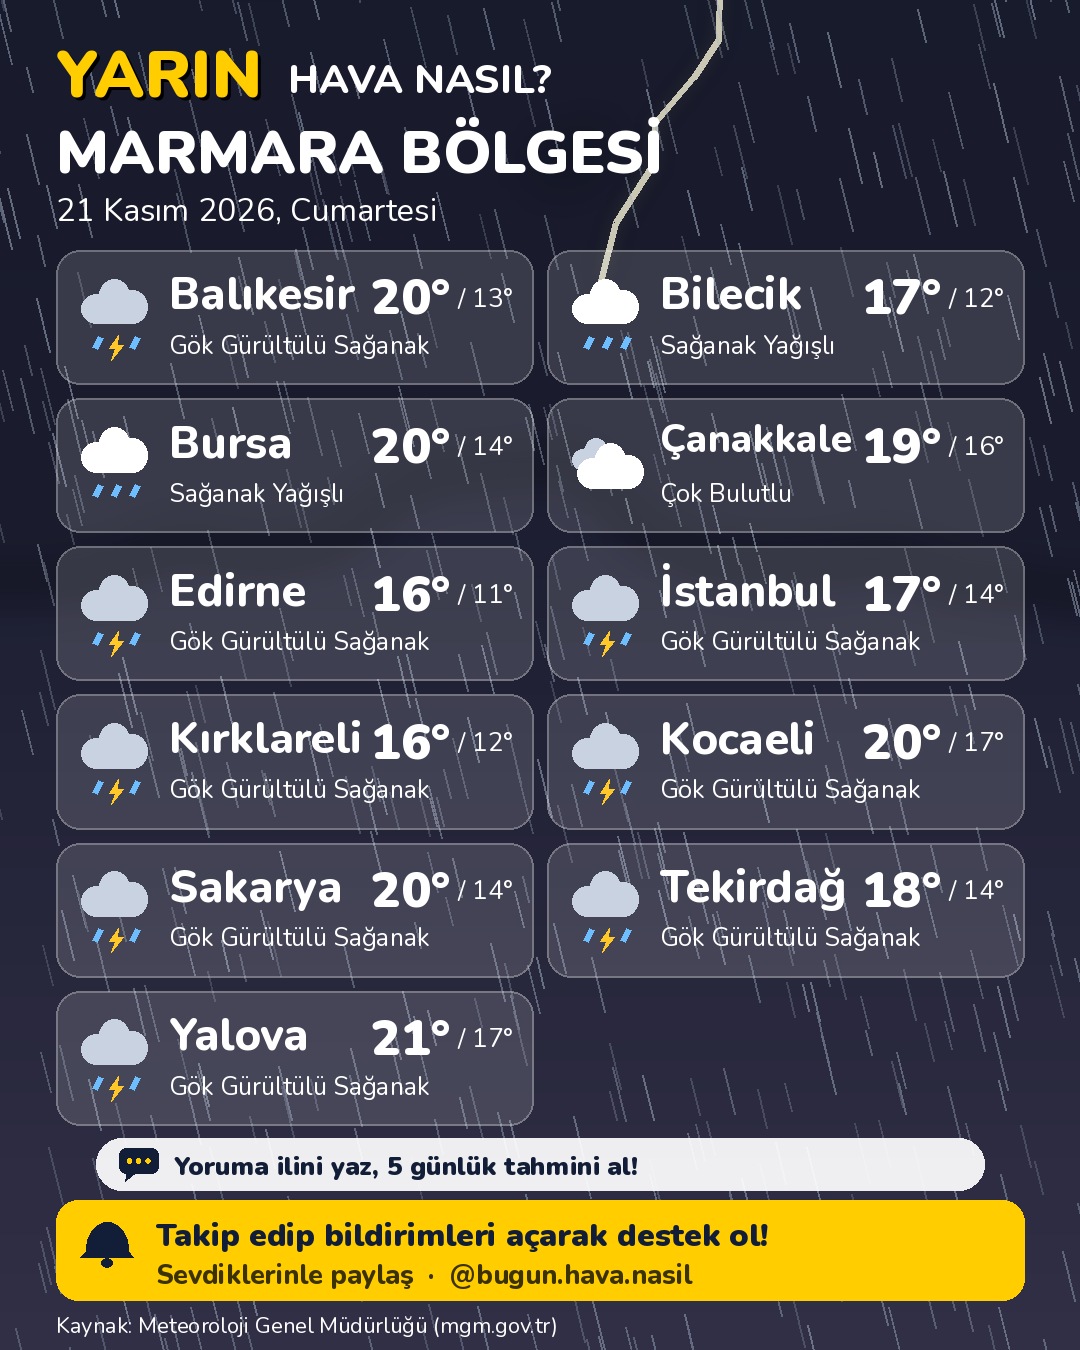 YARIN HAVA NASIL?
MARMARA BÖLGESİ
21 Kasım 2026, Cumartesi
Balıkesir 20° / 13°
Gök Gürültülü Sağanak
Bilecik 17° / 12°
Sağanak Yağışlı
Bursa 20° / 14°
Sağanak Yağışlı
Çanakkale 19° / 16°
Çok Bulutlu
Edirne 16° / 11°
Gök Gürültülü Sağanak
İstanbul 17° / 14°
Gök Gürültülü Sağanak
Kırklareli 16° / 12°
Gök Gürültülü Sağanak
Kocaeli 20° / 17°
Gök Gürültülü Sağanak
Sakarya 20° / 14°
Gök Gürültülü Sağanak
Tekirdağ 18° / 14°
Gök Gürültülü Sağanak
Yalova 21° / 17°
Gök Gürültülü Sağanak
Yoruma ilini yaz, 5 günlük tahmini al!
Takip edip bildirimleri açarak destek ol!
Sevdiklerinle paylaş · @bugun.hava.nasil
Kaynak: Meteoroloji Genel Müdürlüğü (mgm.gov.tr)